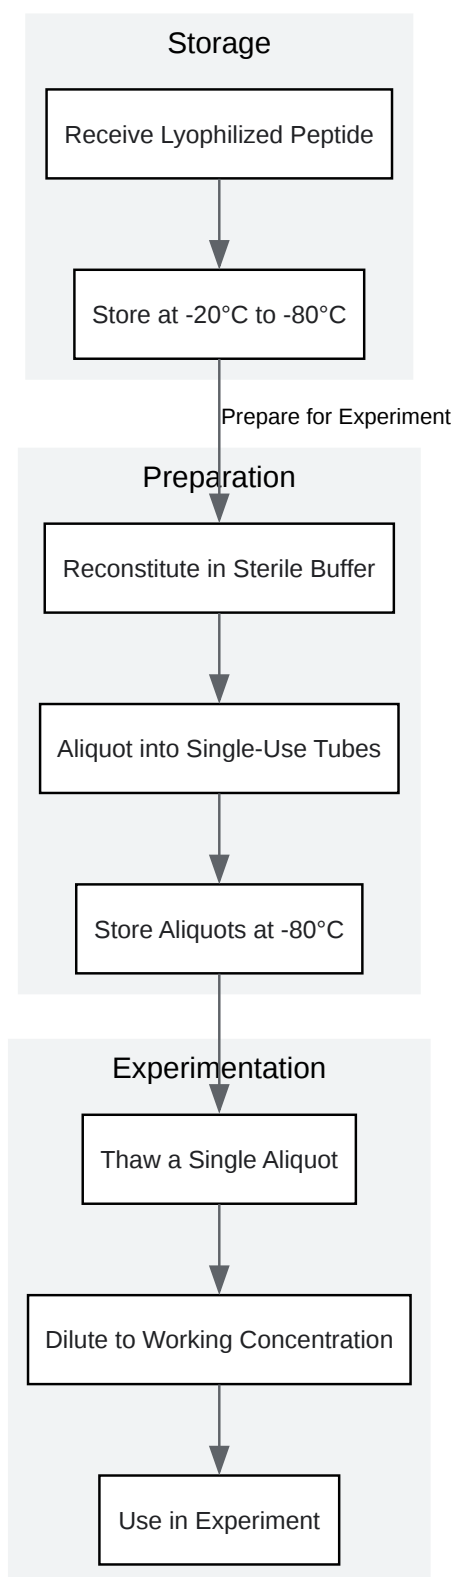 Storage
Receive Lyophilized Peptide
Store at -20°C to -80°C
Prepare for Experiment
Preparation
Reconstitute in Sterile Buffer
Aliquot into Single-Use Tubes
Store Aliquots at -80°C
Experimentation
Thaw a Single Aliquot
Dilute to Working Concentration
Use in Experiment